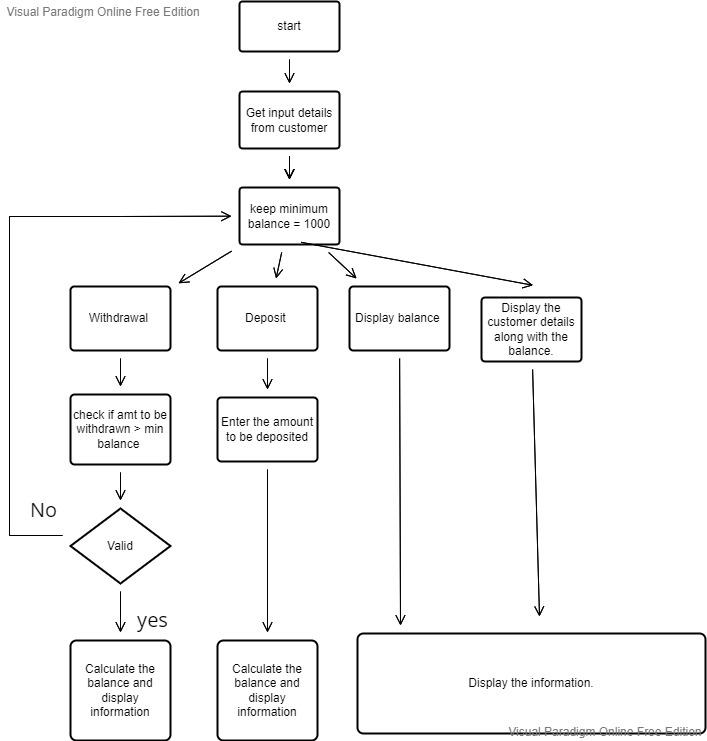 Visual Paradigm Online Free Edition
start
Get input details
from customer
keep minimum
balance = 1000
Withdrawal
Deposit
Display balance
Display the
customer details
along with the
balance.
check if amt to be
withdrawn > min
balance
Enter the amount
to be deposited
No
Valid
yes
Calculate the
balance and
display
information
Calculate the
balance and
display
information
Display the information.
Visual Paradigm Online Free Edition